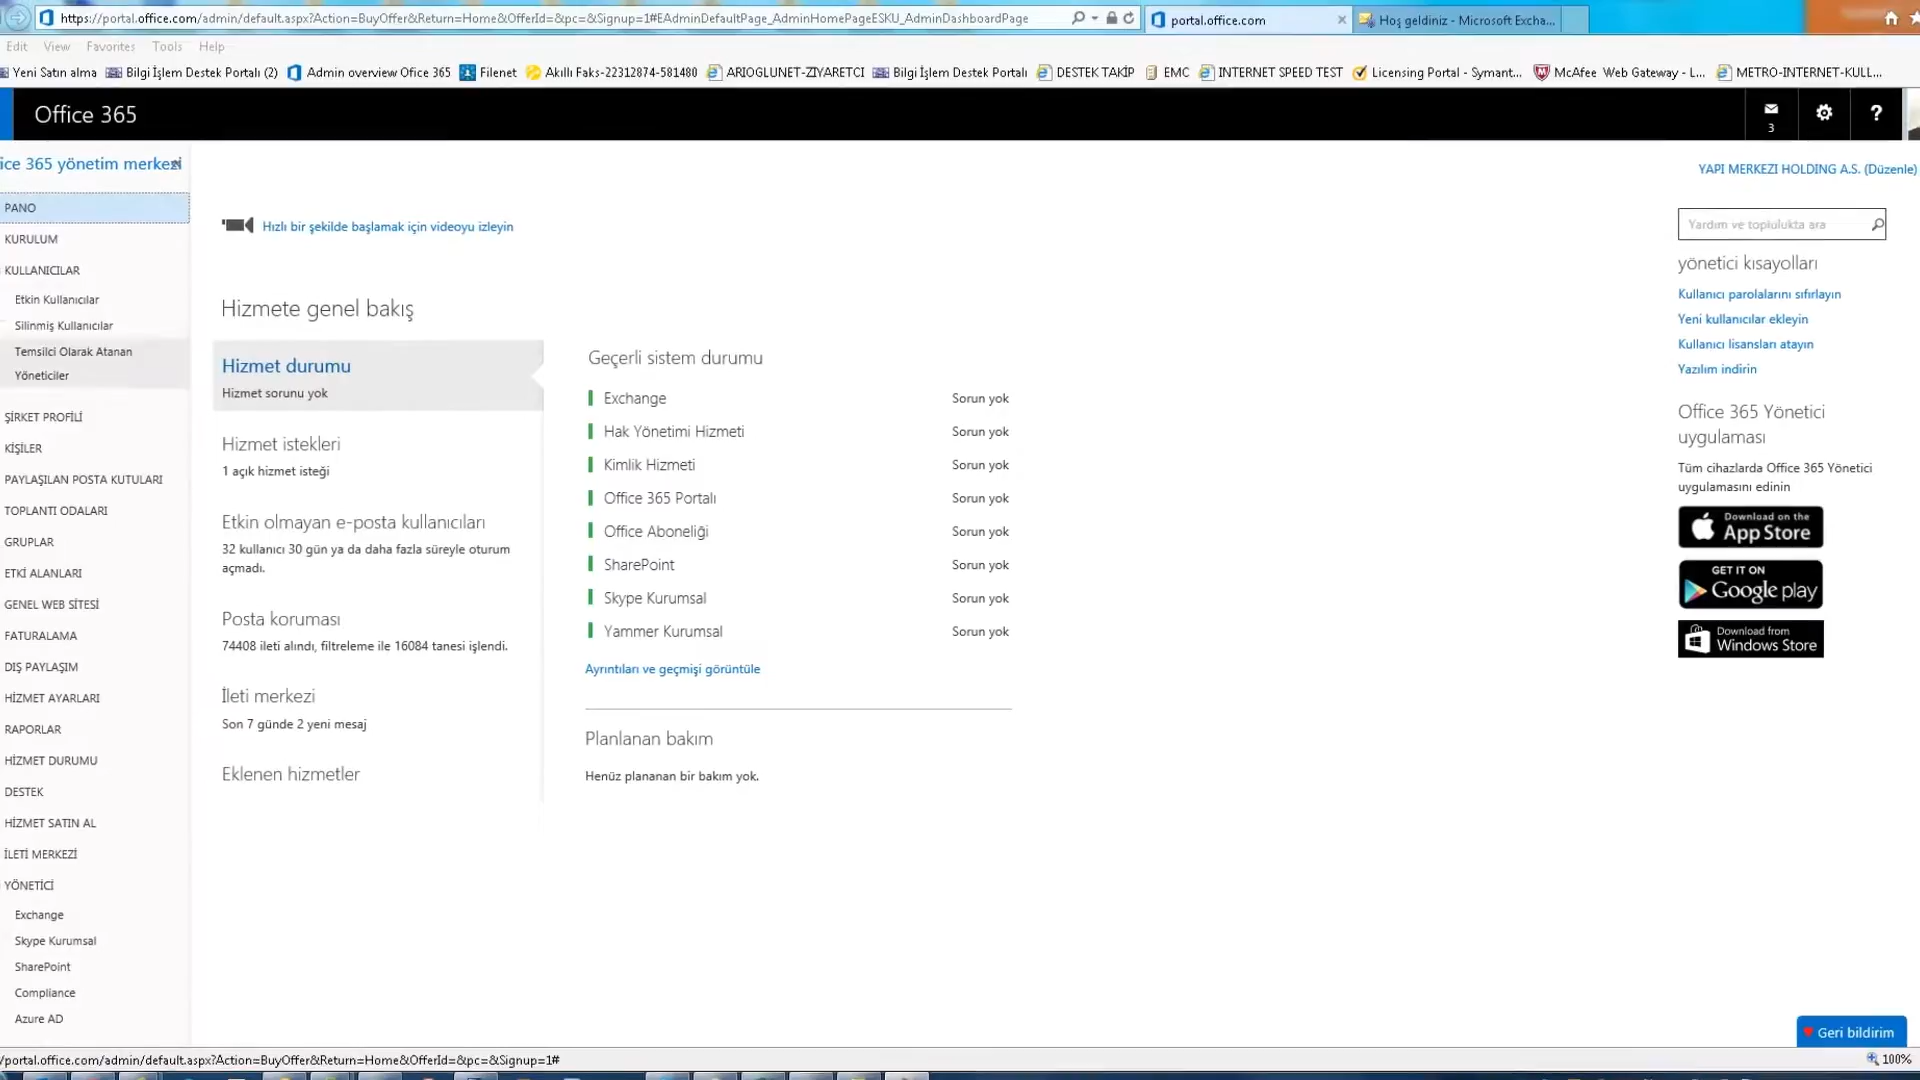 https://portal.office.com/admin/default.aspx?Action=BuyOffer&Return=Home&OfferId=&pc=&Signup=1#EAdminDefaultPage_AdminHomePageESKU_AdminDashboardPage
portal.office.com
Hoş geldiniz - Microsoft Excha...
Edit View Favorites Tools Help
Yeni Satın alma Bilgi İşlem Destek Portalı (2) Admin overview Ofice 365 Filenet Akıllı Faks-22312874-581480 ARIOGLUNET-ZIYARETCI Bilgi İşlem Destek Portalı DESTEK TAKİP EMC INTERNET SPEED TEST Licensing Portal - Symant... McAfee Web Gateway - L... METRO-INTERNET-KULL...
Office 365
3
?
ice 365 yönetim merkezi
YAPI MERKEZI HOLDING A.S. (Düzenle)
PANO
KURULUM
KULLANICILAR
Etkin Kullanıcılar
Silinmiş Kullanıcılar
Temsilci Olarak Atanan
Yöneticiler
ŞİRKET PROFİLİ
KİŞİLER
PAYLAŞILAN POSTA KUTULARI
TOPLANTI ODALARI
GRUPLAR
ETKİ ALANLARI
GENEL WEB SİTESİ
FATURALAMA
DIŞ PAYLAŞIM
HİZMET AYARLARI
RAPORLAR
HİZMET DURUMU
DESTEK
HİZMET SATIN AL
İLETİ MERKEZİ
YÖNETİCİ
Exchange
Skype Kurumsal
SharePoint
Compliance
Azure AD
Hızlı bir şekilde başlamak için videoyu izleyin
Hizmete genel bakış
Hizmet durumu
Hizmet sorunu yok
Hizmet istekleri
1 açık hizmet isteği
Etkin olmayan e-posta kullanıcıları
32 kullanıcı 30 gün ya da daha fazla süreyle oturum
açmadı.
Posta koruması
74408 ileti alındı, filtreleme ile 16084 tanesi işlendi.
İleti merkezi
Son 7 günde 2 yeni mesaj
Eklenen hizmetler
Geçerli sistem durumu
Exchange Sorun yok
Hak Yönetimi Hizmeti Sorun yok
Kimlik Hizmeti Sorun yok
Office 365 Portalı Sorun yok
Office Aboneliği Sorun yok
SharePoint Sorun yok
Skype Kurumsal Sorun yok
Yammer Kurumsal Sorun yok
Ayrıntıları ve geçmişi görüntüle
Planlanan bakım
Henüz plananan bir bakım yok.
Yardım ve toplulukta ara
yönetici kısayolları
Kullanıcı parolalarını sıfırlayın
Yeni kullanıcılar ekleyin
Kullanıcı lisansları atayın
Yazılım indirin
Office 365 Yönetici
uygulaması
Tüm cihazlarda Office 365 Yönetici
uygulamasını edinin
Download on the
App Store
GET IT ON
Google play
Download from
Windows Store
Geri bildirim
/portal.office.com/admin/default.aspx?Action=BuyOffer&Return=Home&OfferId=&pc=&Signup=1#
100%